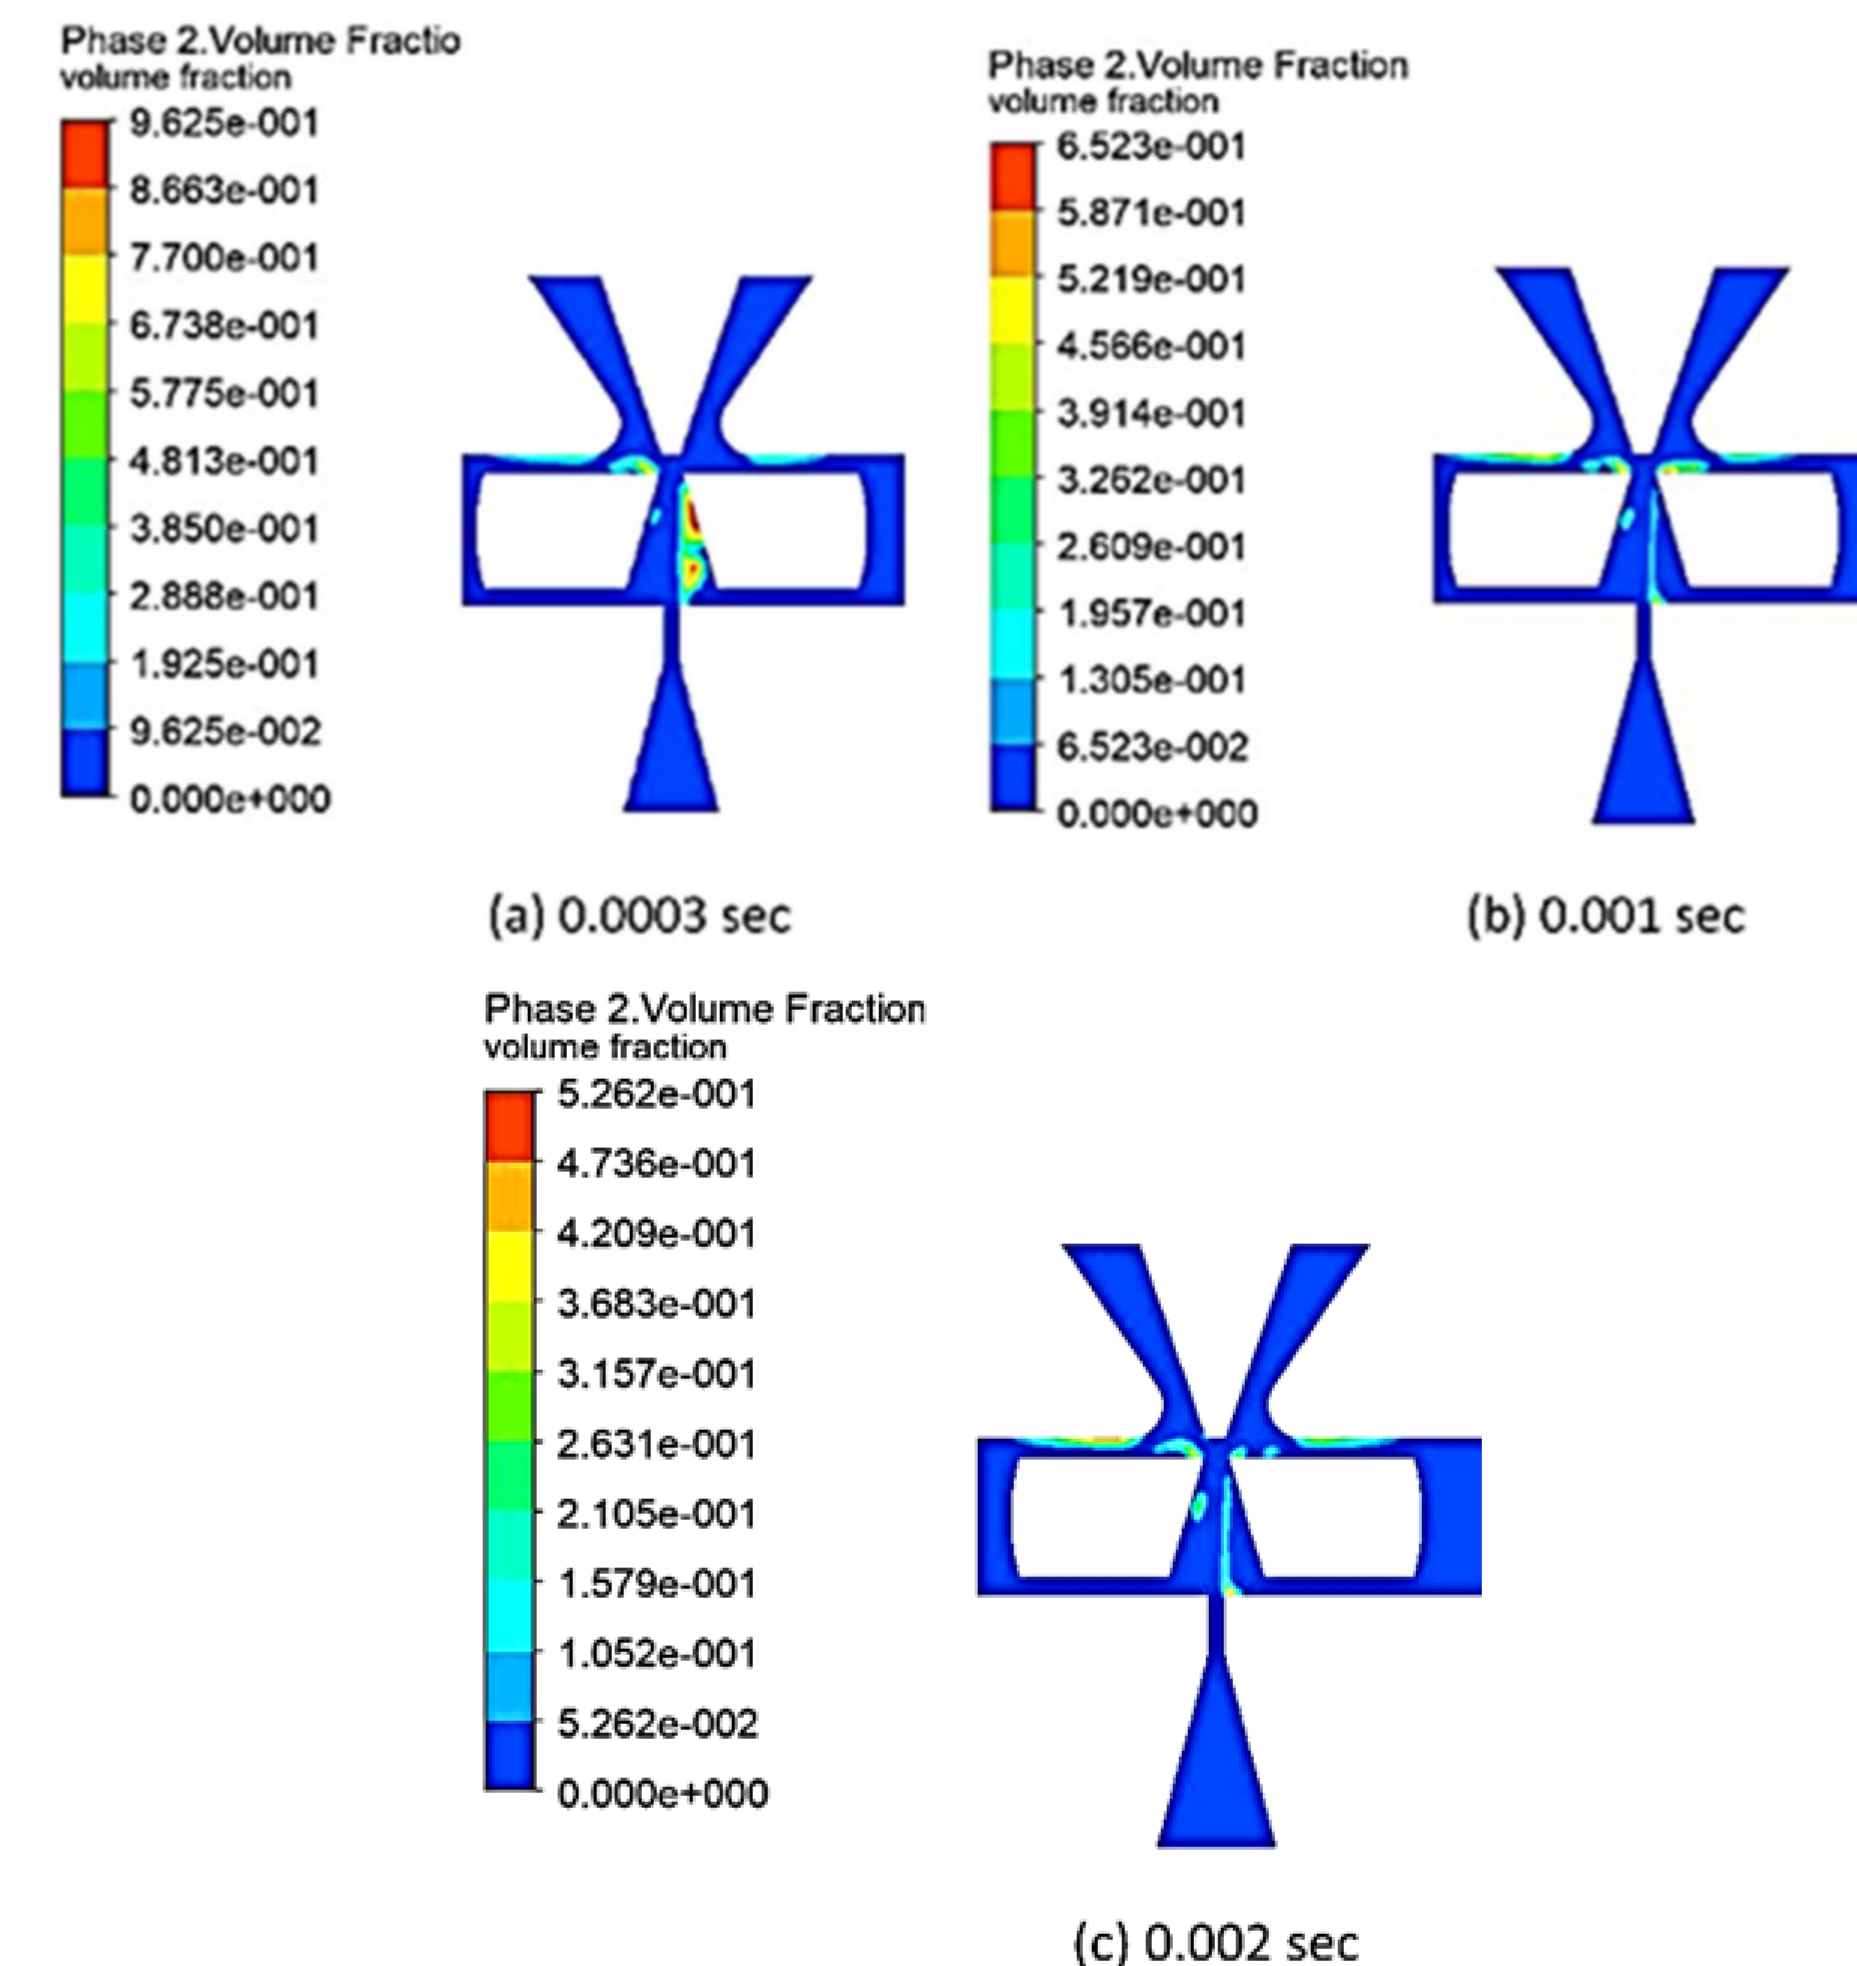 Phase 2.Volume Fractio
volume fraction
9.625e-001
8.663e-001
7.700e-001
6.738e-001
5.775e-001
4.813e-001
3.850e-001
2.888e-001
1.925e-001
9.625e-002
0.000e+000
(a) 0.0003 sec
Phase 2.Volume Fraction
volume fraction
6.523e-001
5.871e-001
5.219e-001
4.566e-001
3.914e-001
3.262e-001
2.609e-001
1.957e-001
1.305e-001
6.523e-002
0.000e+000
(b) 0.001 sec
Phase 2.Volume Fraction
volume fraction
5.262e-001
4.736e-001
4.209e-001
3.683e-001
3.157e-001
2.631e-001
2.105e-001
1.579e-001
1.052e-001
5.262e-002
0.000e+000
(c) 0.002 sec